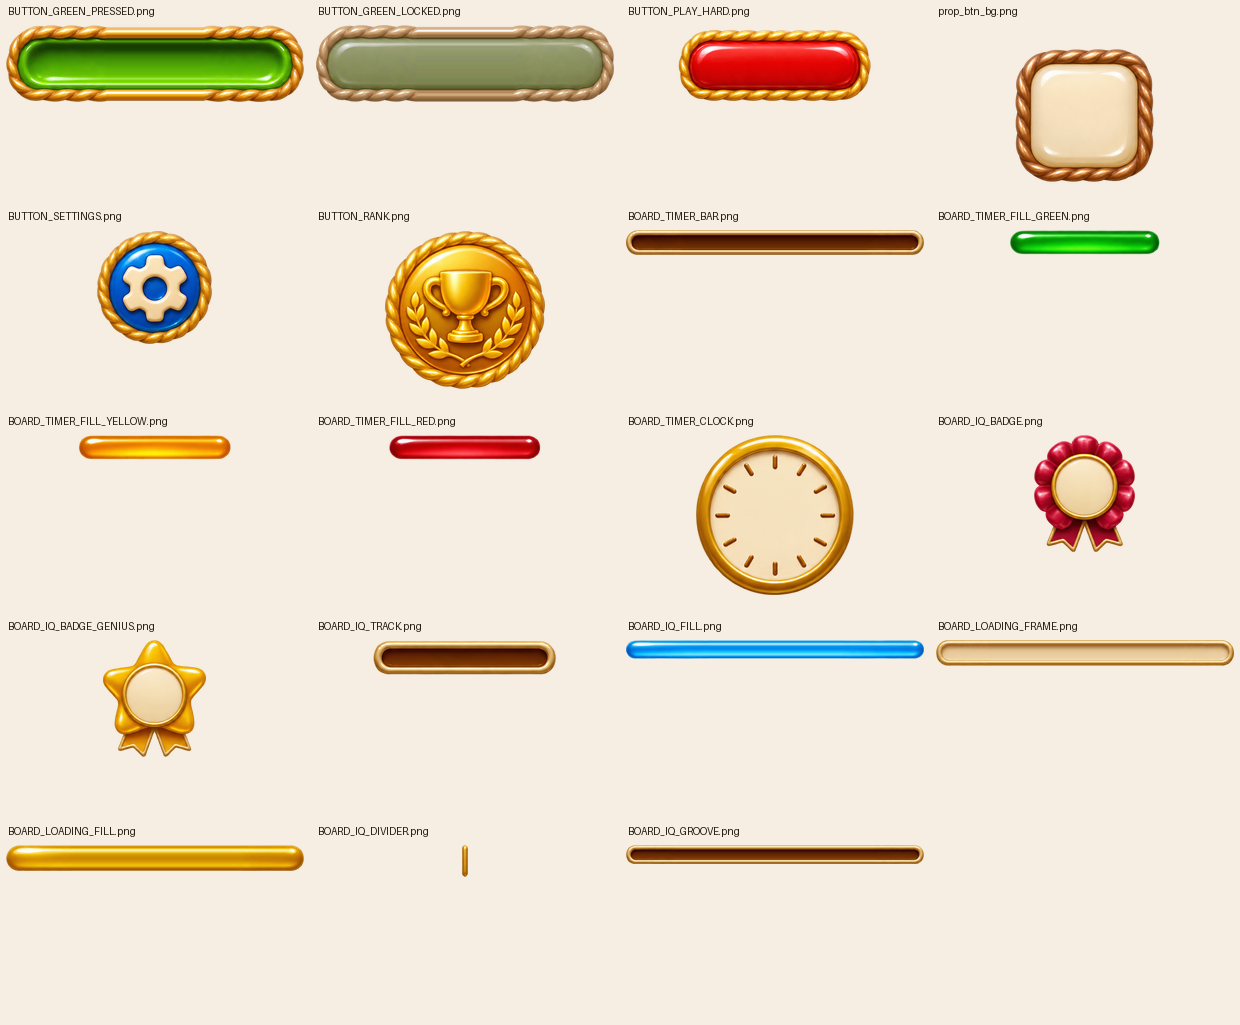 BUTTON_GREEN_PRESSED.png
BUTTON_GREEN_LOCKED.png
BUTTON_PLAY_HARD.png
prop_btn_bg.png
BUTTON_SETTINGS.png
BUTTON_RANK.png
BOARD_TIMER_BAR.png
BOARD_TIMER_FILL_GREEN.png
BOARD_TIMER_FILL_YELLOW.png
BOARD_TIMER_FILL_RED.png
BOARD_TIMER_CLOCK.png
BOARD_IQ_BADGE.png
BOARD_IQ_BADGE_GENIUS.png
BOARD_IQ_TRACK.png
BOARD_IQ_FILL.png
BOARD_LOADING_FRAME.png
BOARD_LOADING_FILL.png
BOARD_IQ_DIVIDER.png
BOARD_IQ_GROOVE.png